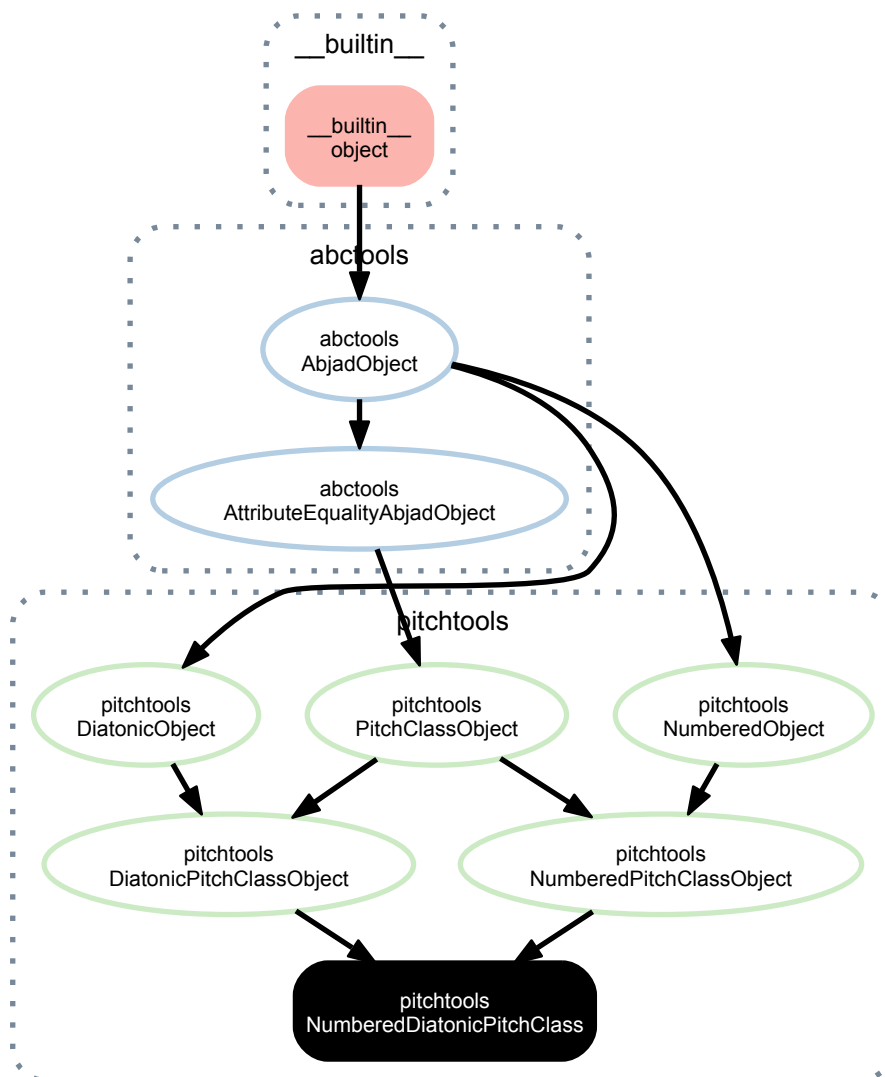 __builtin__
__builtin__
object
abctools
abctools
AbjadObject
abctools
AttributeEqualityAbjadObject
pitchtools
pitchtools
DiatonicObject
pitchtools
PitchClassObject
pitchtools
NumberedObject
pitchtools
DiatonicPitchClassObject
pitchtools
NumberedPitchClassObject
pitchtools
NumberedDiatonicPitchClass